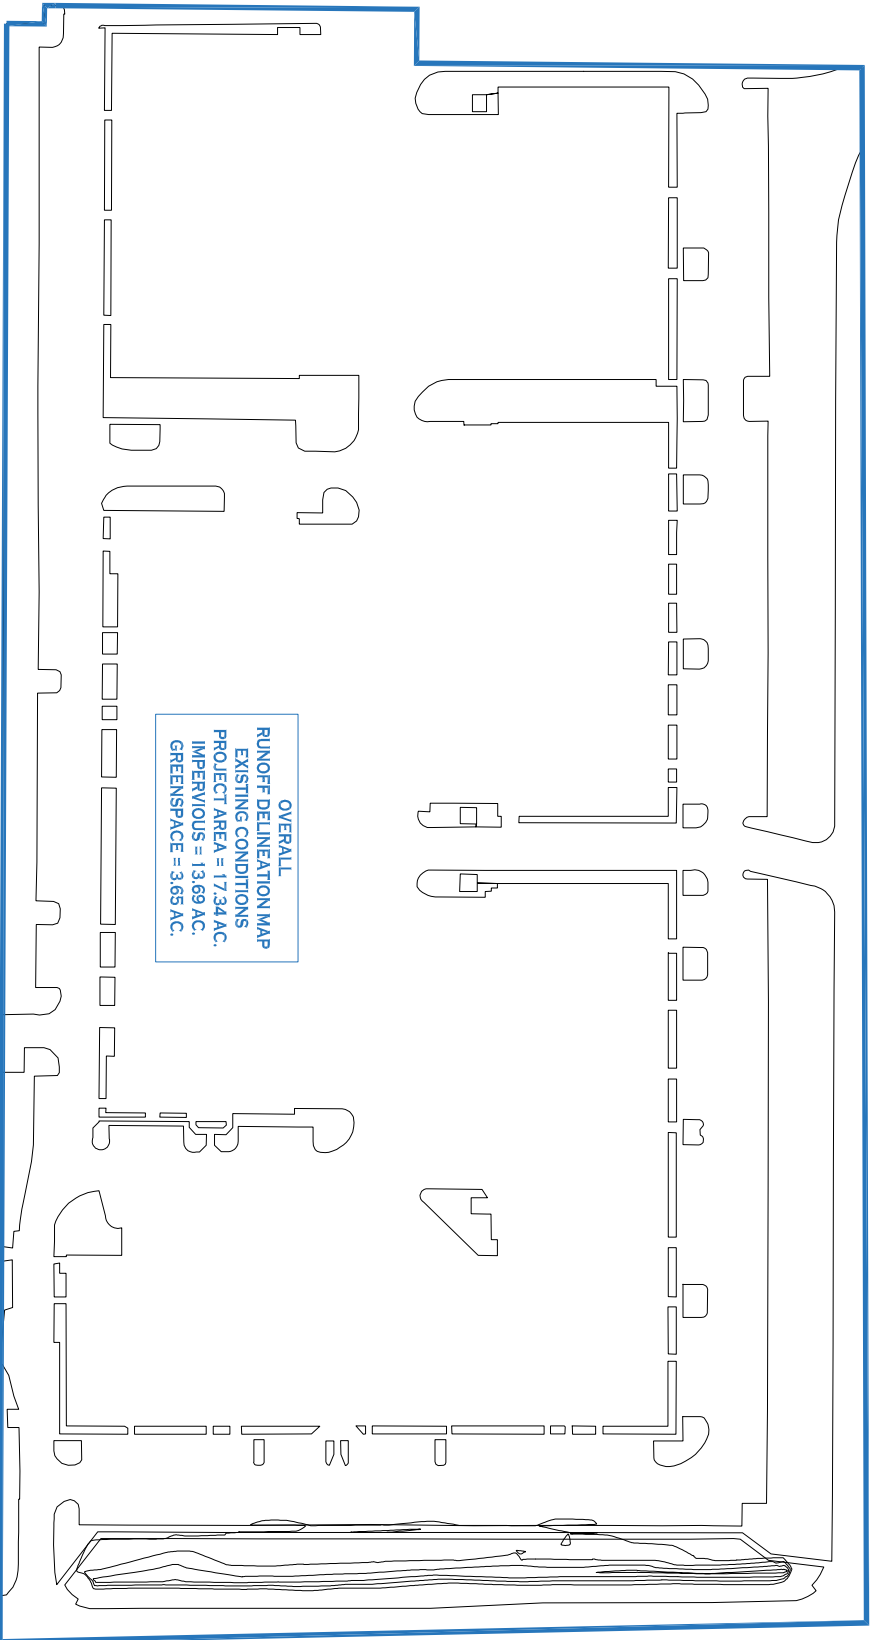 OVERALL
RUNOFF DELINEATION MAP
EXISTING CONDITIONS
PROJECT AREA = 17.34 AC.
IMPERVIOUS = 13.69 AC.
GREENSPACE = 3.65 AC.